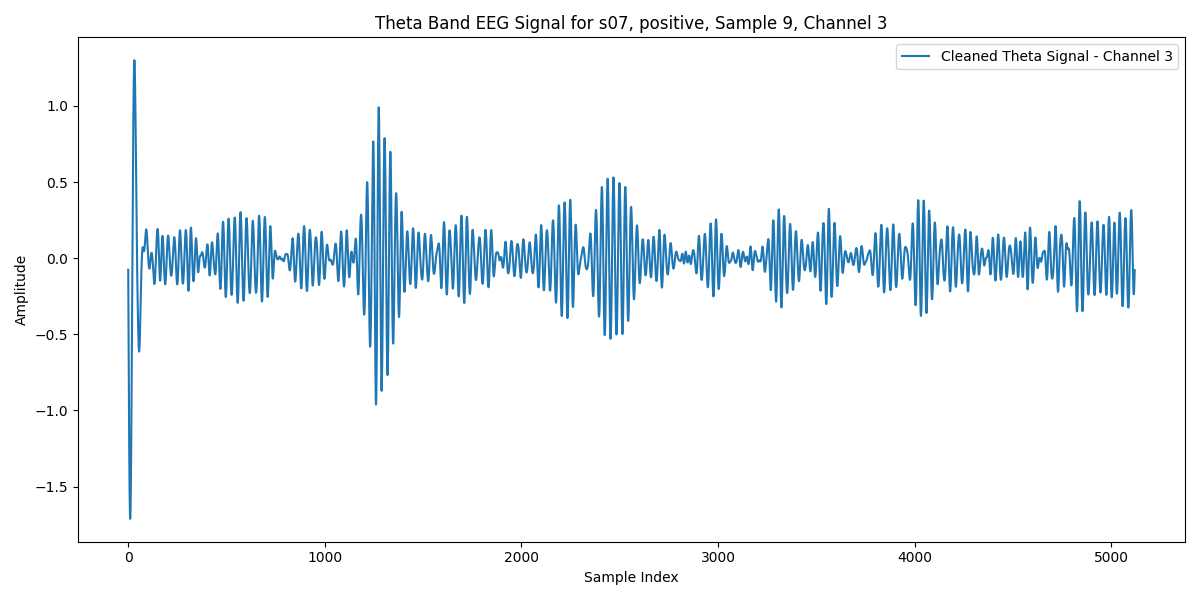 Theta Band EEG Signal for s07, positive, Sample 9, Channel 3
Cleaned Theta Signal - Channel 3
1.0
0.5
0.0
−0.5
−1.0
−1.5
Amplitude
0 1000 2000 3000 4000 5000
Sample Index